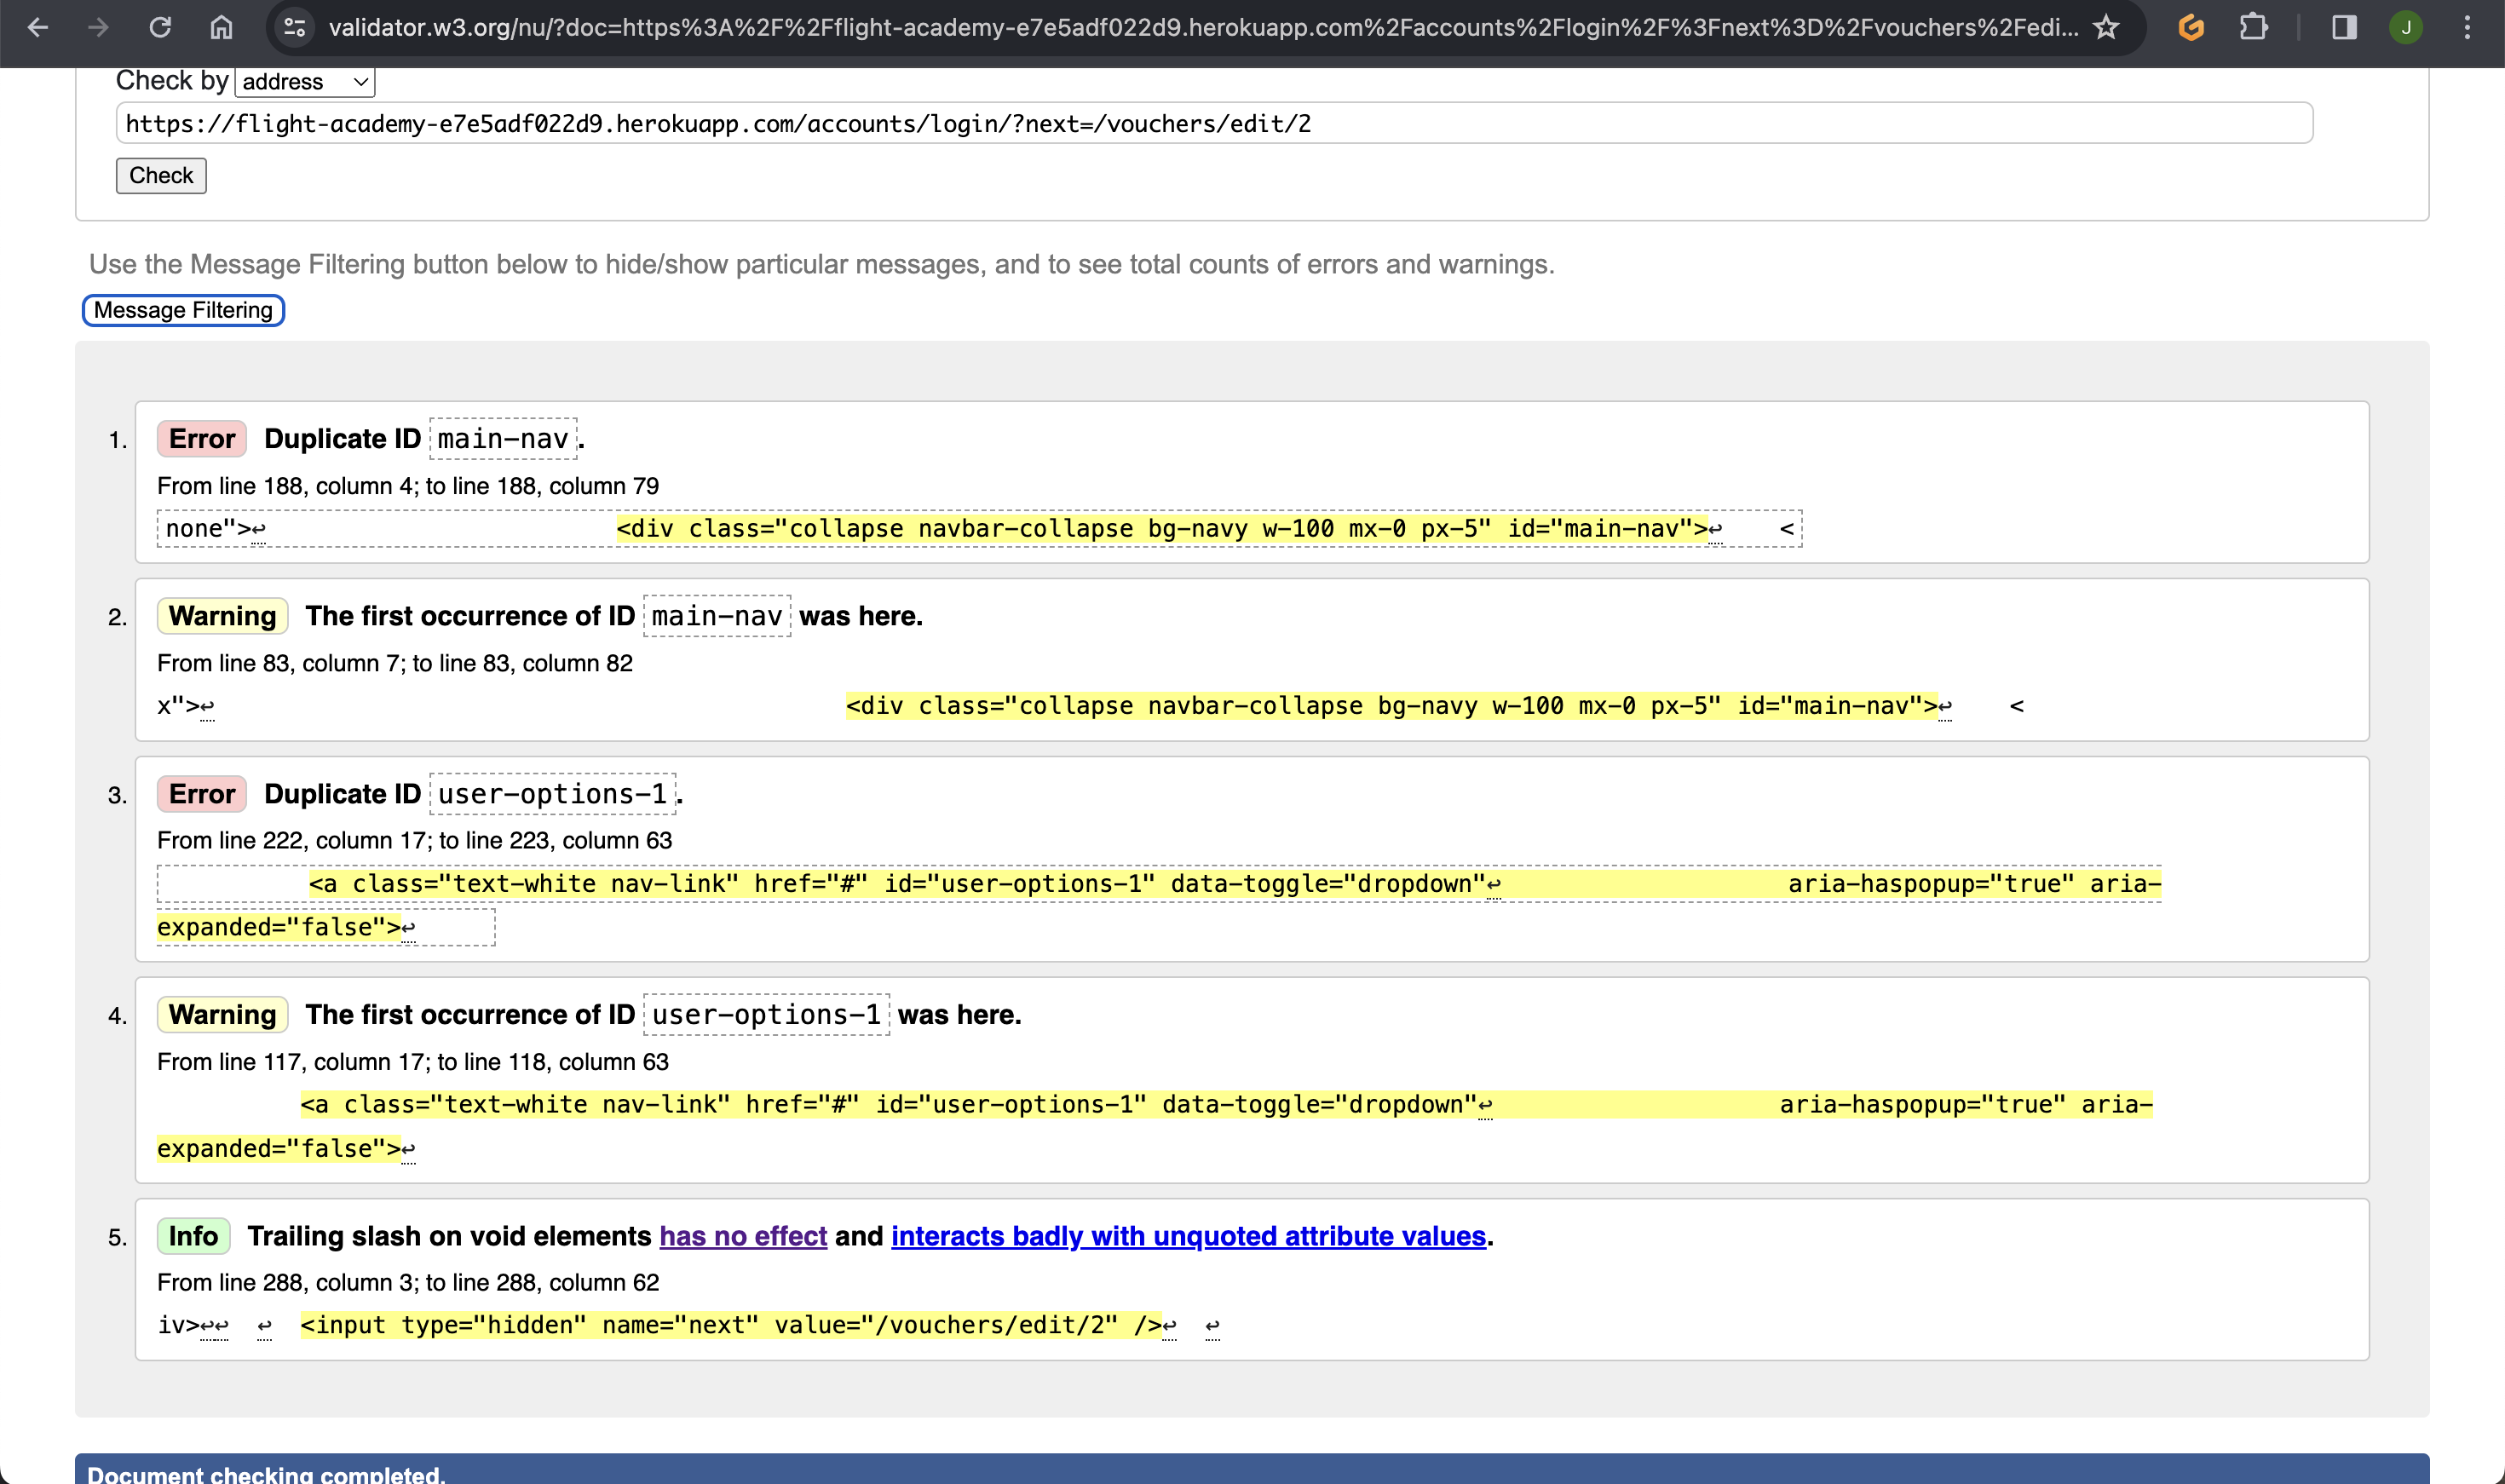 validator.w3.org/nu/?doc=https%3A%2F%2Fflight-academy-e7e5adf022d9.herokuapp.com%2Faccounts%2Flogin%2F%3Fnext%3D%2Fvouchers%2Fedi...
J
Check by address
https://flight-academy-e7e5adf022d9.herokuapp.com/accounts/login/?next=/vouchers/edit/2
Check
Use the Message Filtering button below to hide/show particular messages, and to see total counts of errors and warnings.
Message Filtering
1. Error Duplicate ID main-nav.
From line 188, column 4; to line 188, column 79
none">↩ <div class="collapse navbar-collapse bg-navy w-100 mx-0 px-5" id="main-nav">↩ <
2. Warning The first occurrence of ID main-nav was here.
From line 83, column 7; to line 83, column 82
x">↩ <div class="collapse navbar-collapse bg-navy w-100 mx-0 px-5" id="main-nav">↩ <
3. Error Duplicate ID user-options-1.
From line 222, column 17; to line 223, column 63
<a class="text-white nav-link" href="#" id="user-options-1" data-toggle="dropdown"↩ aria-haspopup="true" aria-
expanded="false">↩
4. Warning The first occurrence of ID user-options-1 was here.
From line 117, column 17; to line 118, column 63
<a class="text-white nav-link" href="#" id="user-options-1" data-toggle="dropdown"↩ aria-haspopup="true" aria-
expanded="false">↩
5. Info Trailing slash on void elements has no effect and interacts badly with unquoted attribute values.
From line 288, column 3; to line 288, column 62
iv>↩↩ ↩ <input type="hidden" name="next" value="/vouchers/edit/2" />↩ ↩
Document checking completed.